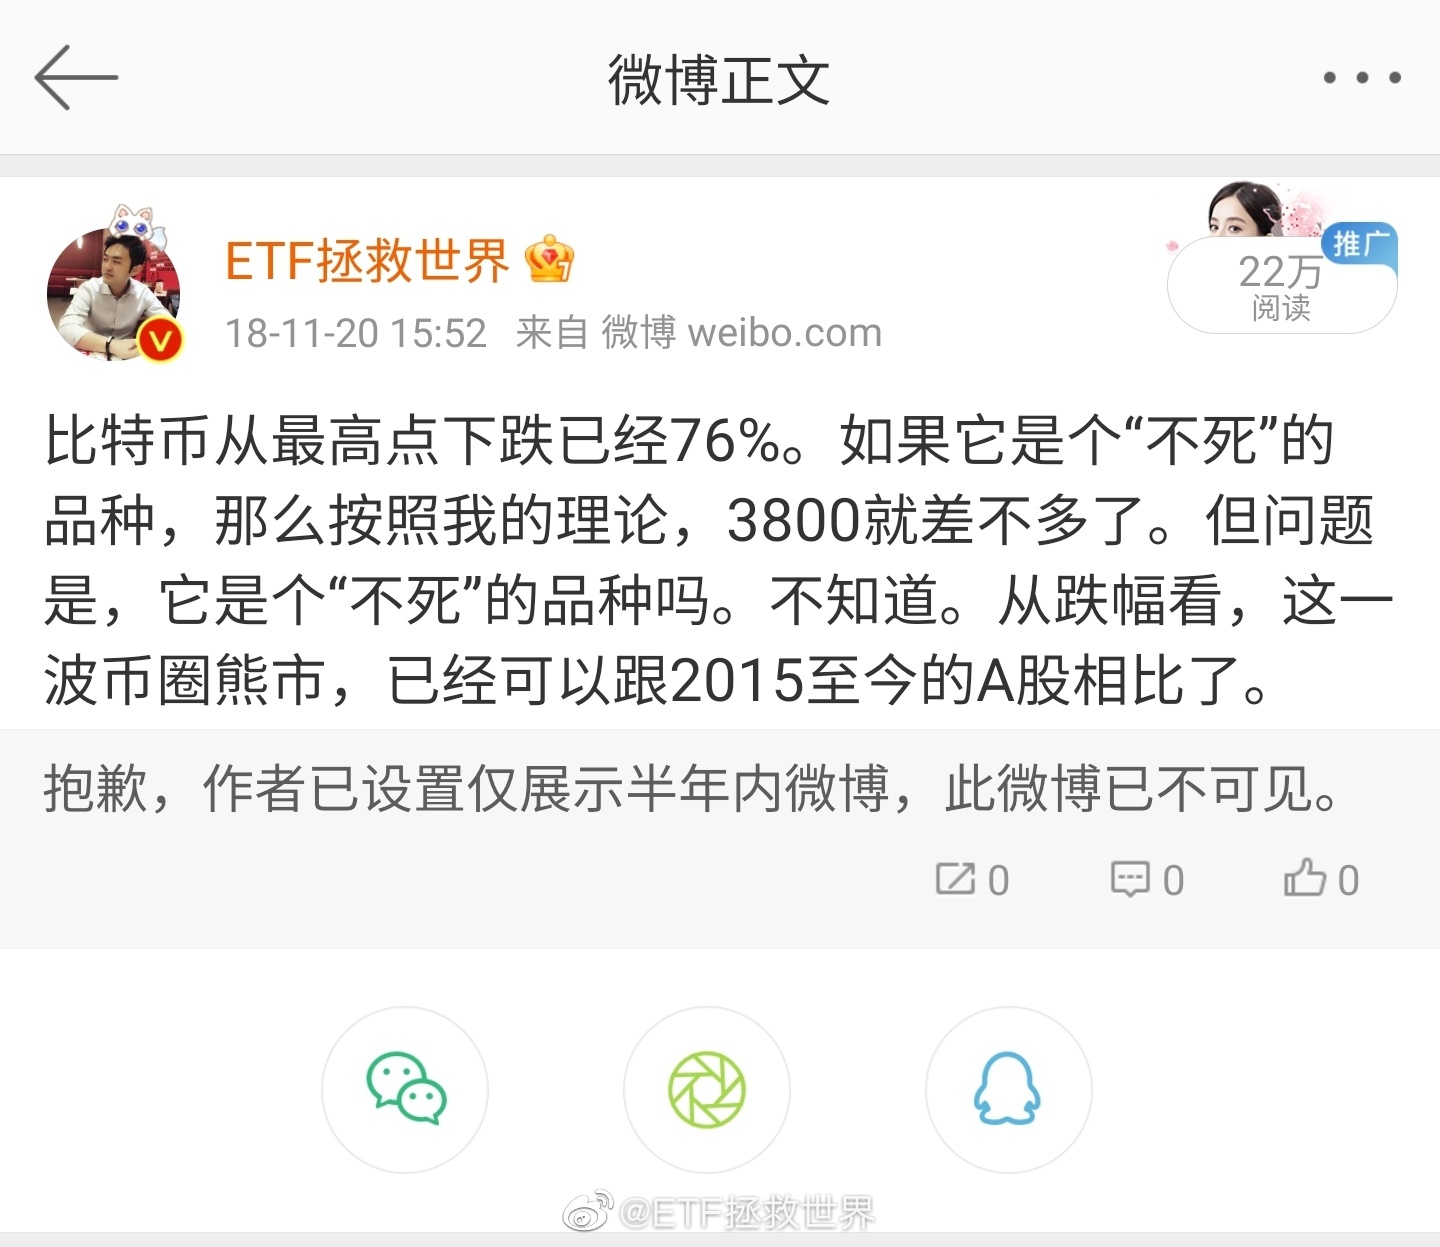 微博正文
ETF拯救世界
18-11-20 15:52 来自 微博 weibo.com
推广
22万
阅读
比特币从最高点下跌已经76%。如果它是个“不死”的
品种，那么按照我的理论，3800就差不多了。但问题
是，它是个“不死”的品种吗。不知道。从跌幅看，这一
波币圈熊市，已经可以跟2015至今的A股相比了。
抱歉，作者已设置仅展示半年内微博，此微博已不可见。
0 0 0
@ETF拯救世界